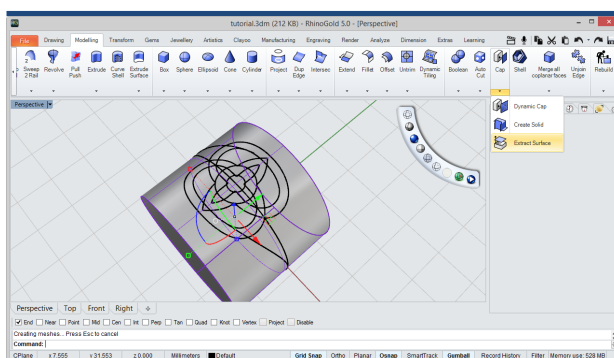 tutorial.3dm (212 KB) - RhinoGold 5.0 - [Perspective]
File Drawing Modelling Transform Gems Jewellery Artistics Clayoo Manufacturing Engraving Render Analyze Dimension Extras Learning
Sweep 2 Rail Revolve Pull Push Extrude Curve Shell Extrude Surface Box Sphere Ellipsoid Cone Cylinder Project Dup Edge Intersec Extend Fillet Offset Untrim Dynamic Tiling Boolean Auto Cut Cap Shell Merge all coplanar faces Unjoin Edge Rebuild
Perspective
Dynamic Cap
Create Solid
Extract Surface
Perspective Top Front Right
End Near Point Mid Cen Int Perp Tan Quad Knot Vertex Project Disable
Creating meshes... Press Esc to cancel
Command:
CPlane x 7.555 y 31.553 z 0.000 Millimeters Default Grid Snap Ortho Planar Osnap SmartTrack Gumball Record History Filter Memory use: 528 MB